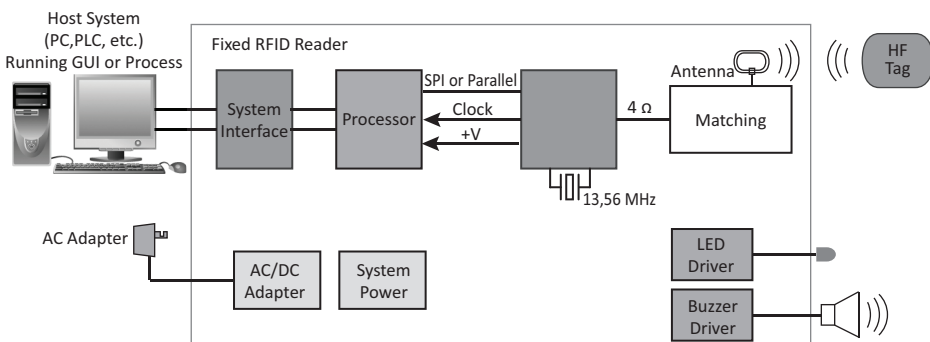 Host System
(PC,PLC, etc.)
Running GUI or Process
Fixed RFID Reader
System
Interface
Processor
SPI or Parallel
Clock
+V
13,56 MHz
4 Ω
Antenna
Matching
HF
Tag
AC Adapter
AC/DC
Adapter
System
Power
LED
Driver
Buzzer
Driver